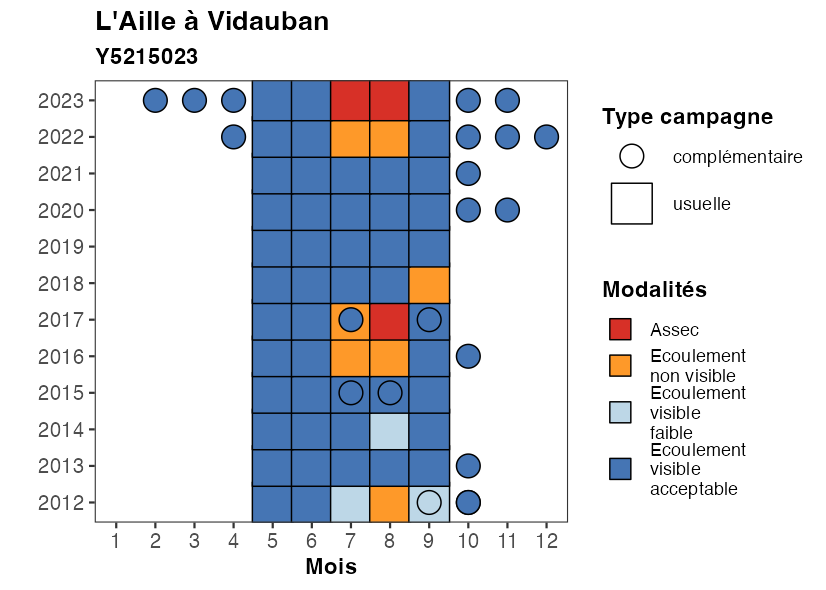 L'Aille à Vidauban
Y5215023
2023
2022
2021
2020
2019
2018
2017
2016
2015
2014
2013
2012
1 2 3 4 5 6 7 8 9 10 11 12
Mois
Type campagne
complémentaire
usuelle
Modalités
Assec
Ecoulement
non visible
Ecoulement
visible
faible
Ecoulement
visible
acceptable